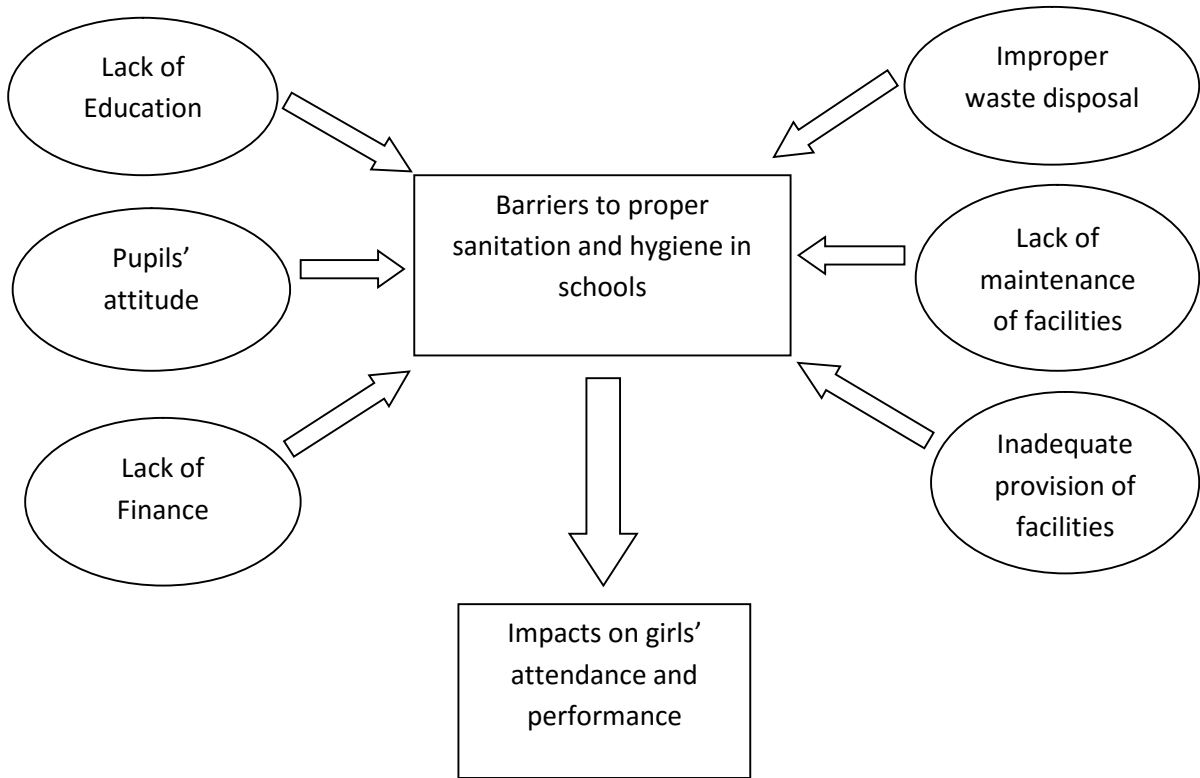 Lack of
Education
Pupils’
attitude
Lack of
Finance
Barriers to proper
sanitation and hygiene in
schools
Improper
waste disposal
Lack of
maintenance
of facilities
Inadequate
provision of
facilities
Impacts on girls’
attendance and
performance